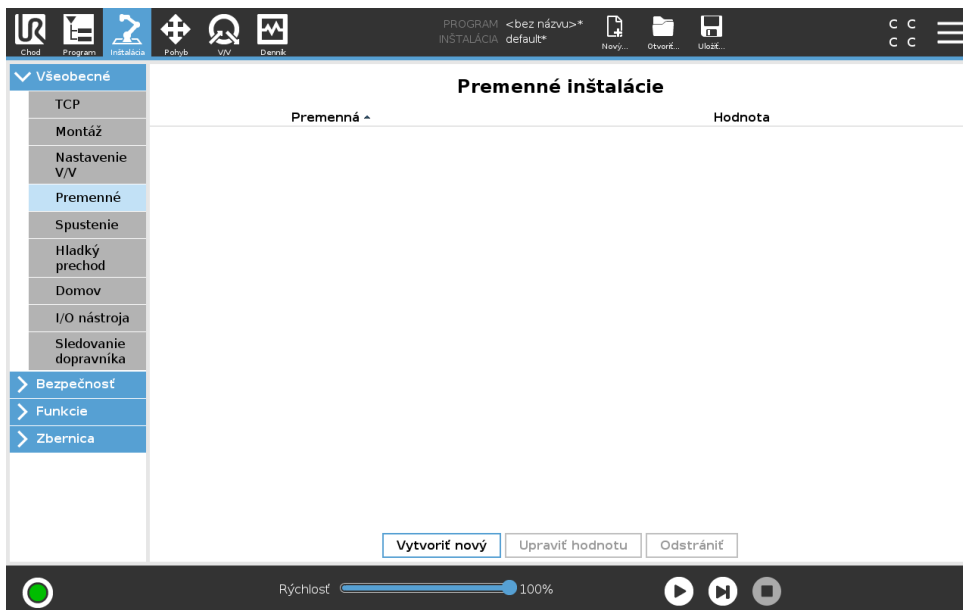 Chod
Program
Inštalácia
Pohyb
V/V
Denník
PROGRAM <bez názvu>*
INŠTALÁCIA default*
Nový...
Otvoriť...
Uložiť...
C C
C C
Všeobecné
TCP
Montáž
Nastavenie
V/V
Premenné
Spustenie
Hladký
prechod
Domov
I/O nástroja
Sledovanie
dopravníka
Bezpečnosť
Funkcie
Zbernica
Premenné inštalácie
Premenná Hodnota
Vytvoriť nový Upraviť hodnotu Odstrániť
Rýchlosť 100%